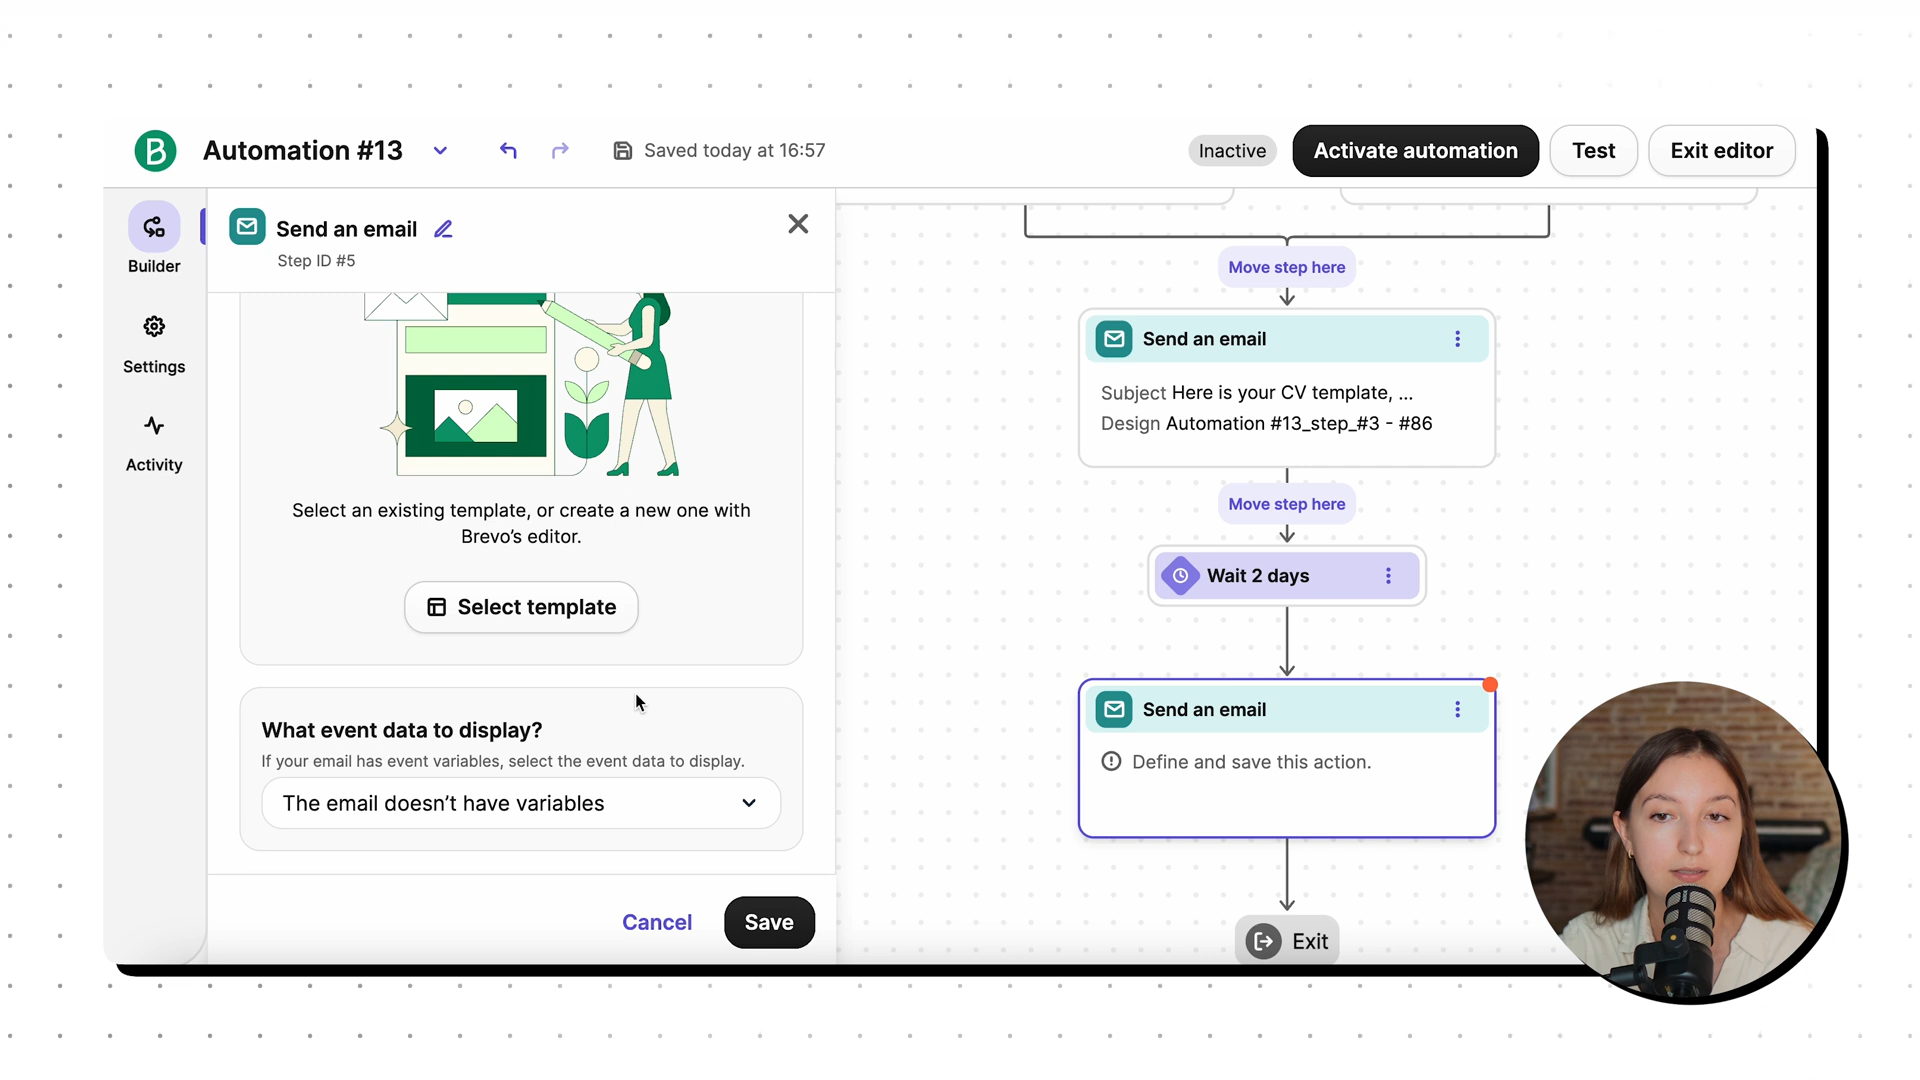 B
Automation #13
Saved today at 16:57
Inactive
Activate automation
Test
Exit editor
Builder
Settings
Activity
Send an email
Step ID #5
Select an existing template, or create a new one with
Brevo's editor.
Select template
What event data to display?
If your email has event variables, select the event data to display.
The email doesn't have variables
Cancel
Save
Move step here
Send an email
Subject Here is your CV template, ...
Design Automation #13_step_#3 - #86
Move step here
Wait 2 days
Send an email
Define and save this action.
Exit